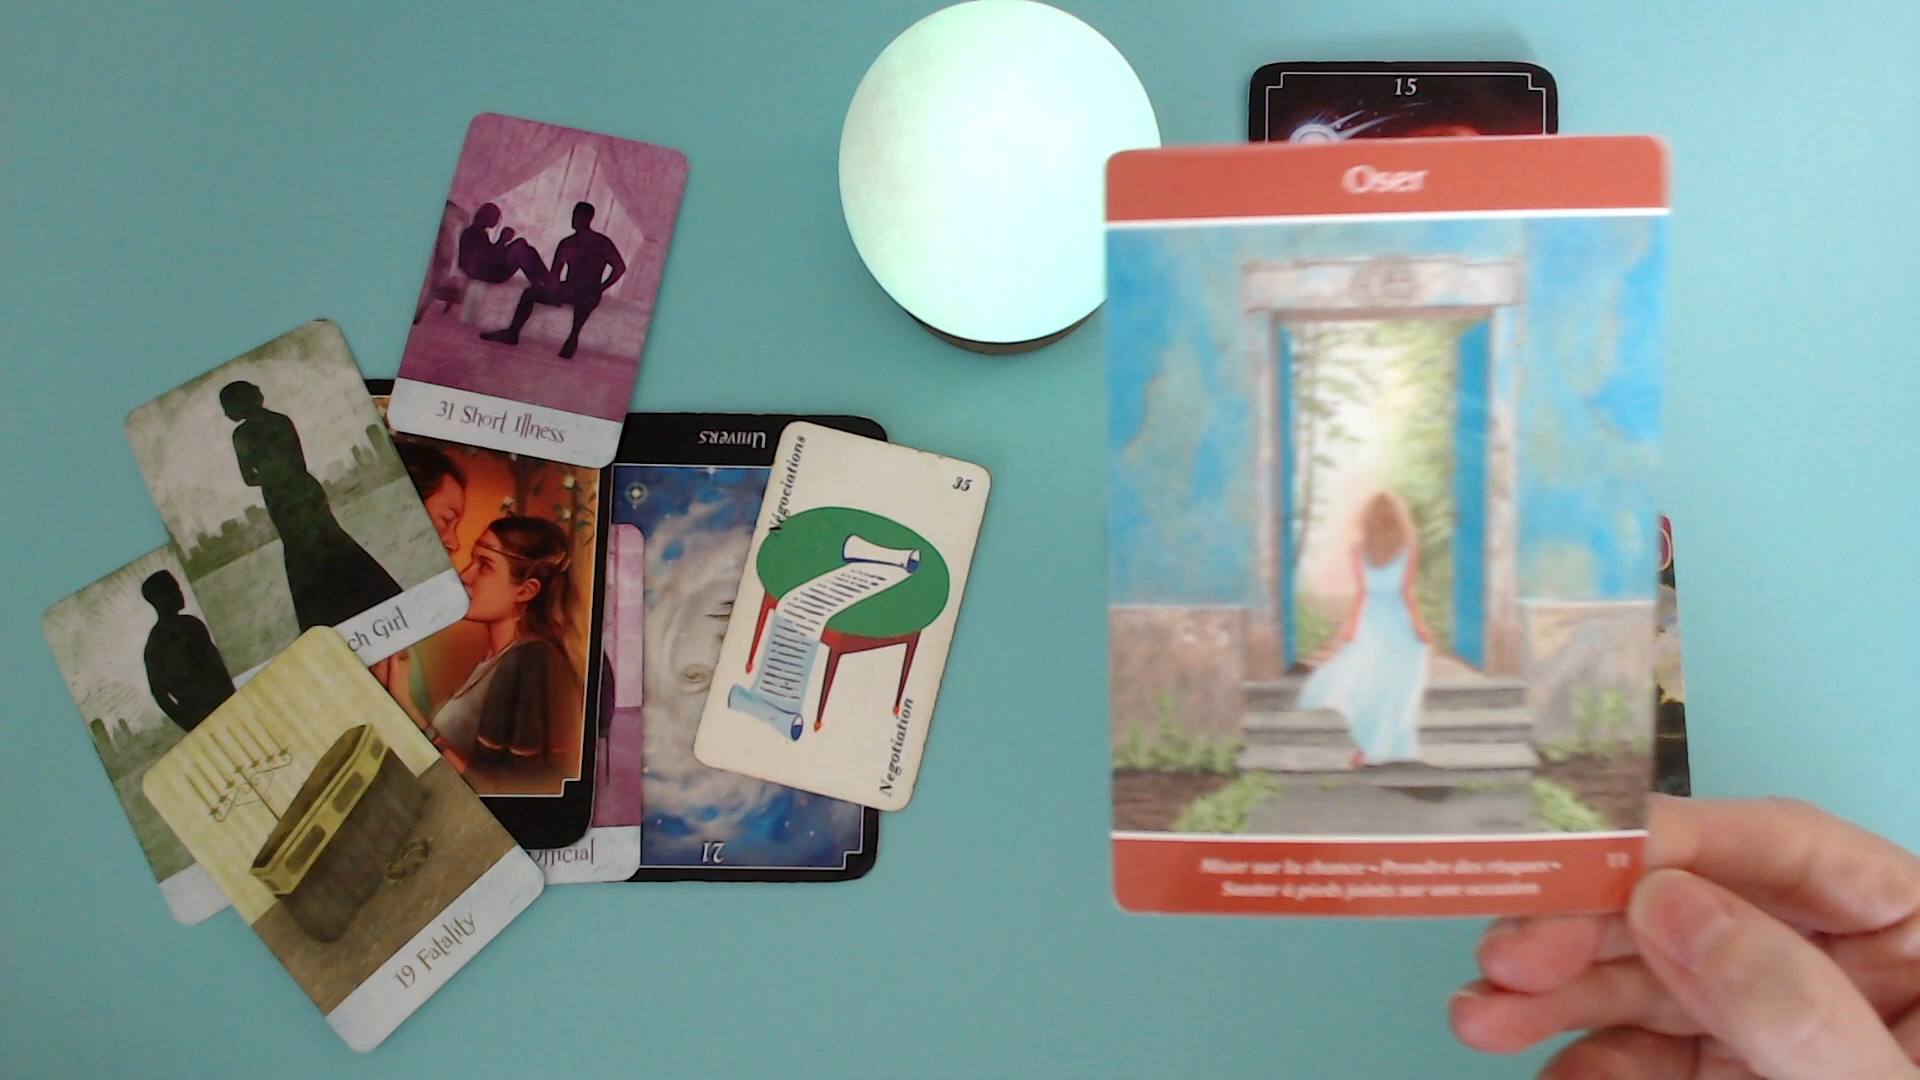 15
Oser
31 Short Illness
Univers
Négociations
35
ch Girl
Negotiation
21
Official
Miser sur la chance ~ Prendre des risques ~
Sauter à pieds joints sur une occasion
19 Fatality